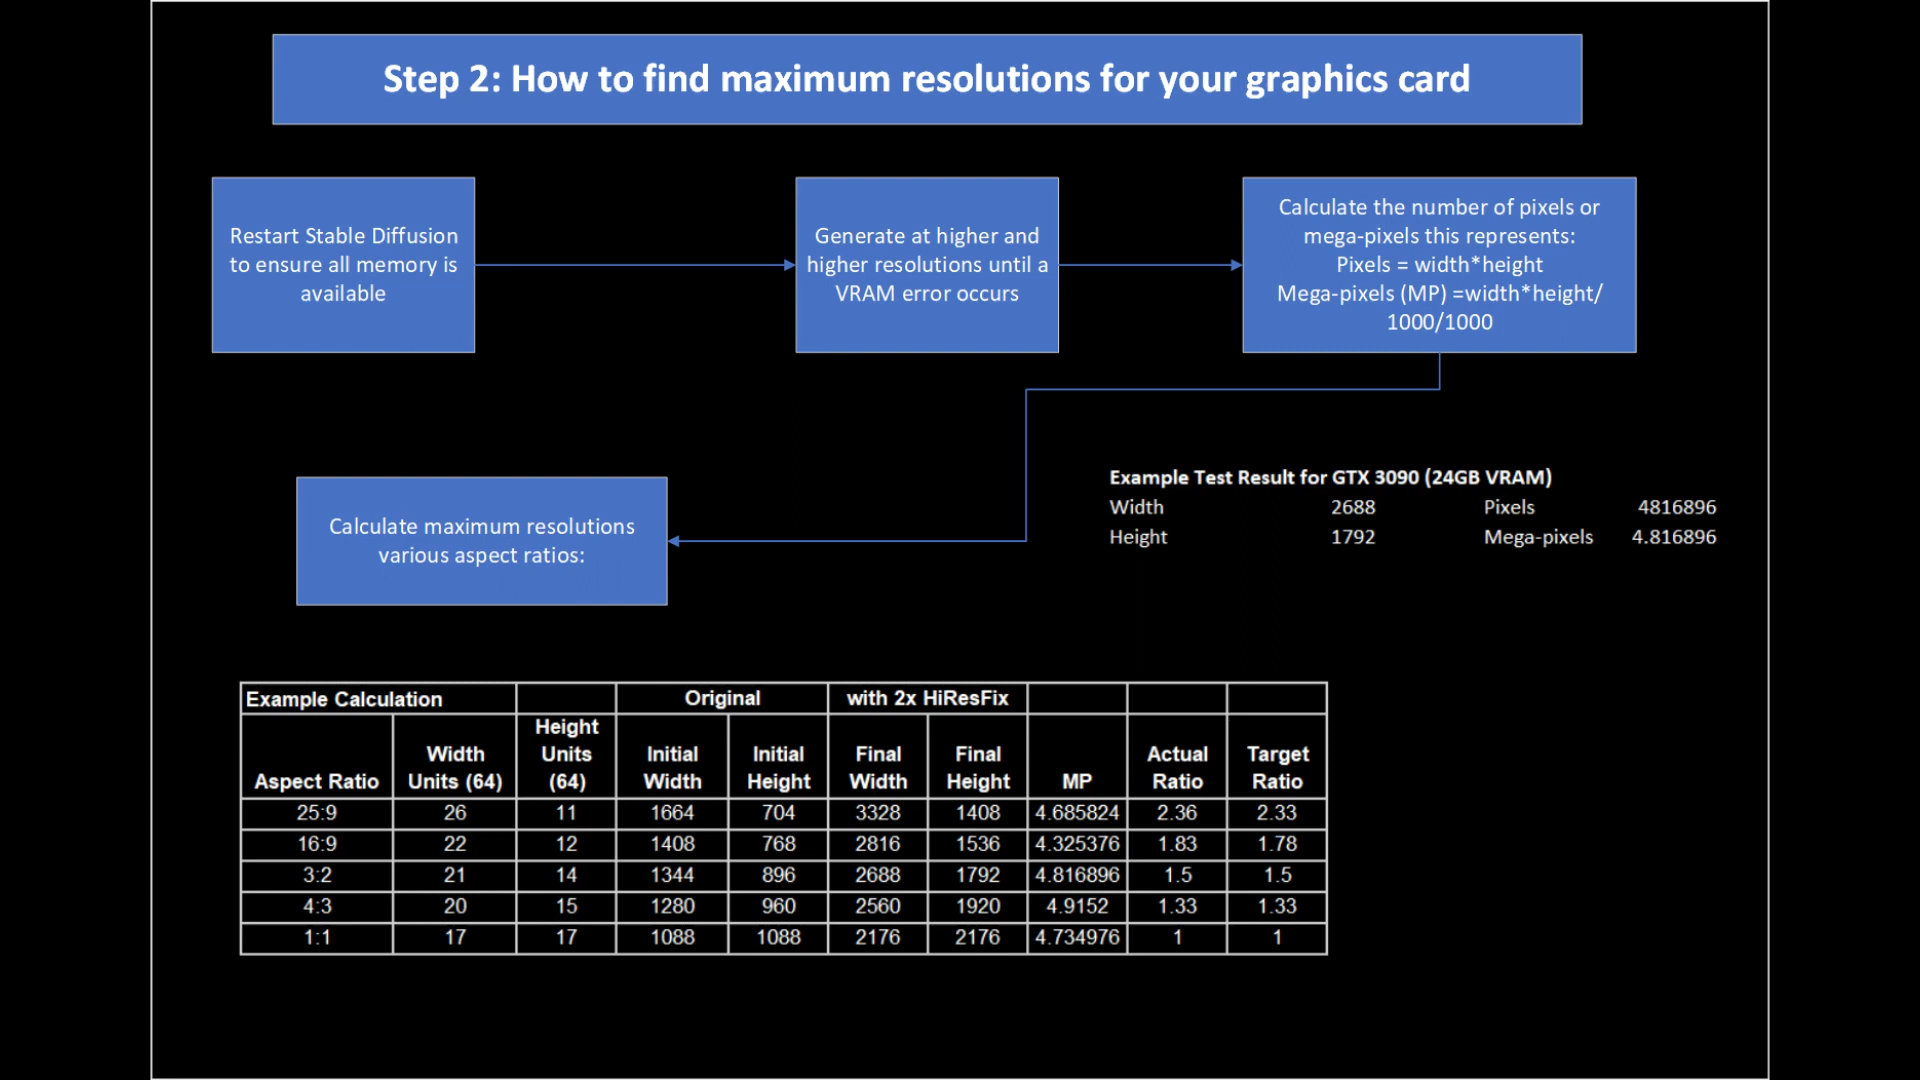 Step 2: How to find maximum resolutions for your graphics card
Restart Stable Diffusion
to ensure all memory is
available
Generate at higher and
higher resolutions until a
VRAM error occurs
Calculate the number of pixels or
mega-pixels this represents:
Pixels = width*height
Mega-pixels (MP) =width*height/
1000/1000
Calculate maximum resolutions
various aspect ratios:
Example Test Result for GTX 3090 (24GB VRAM)
Width 2688 Pixels 4816896
Height 1792 Mega-pixels 4.816896
Example Calculation Original with 2x HiResFix
Aspect Ratio Width Units (64) Height Units (64) Initial Width Initial Height Final Width Final Height MP Actual Ratio Target Ratio
25:9 26 11 1664 704 3328 1408 4.685824 2.36 2.33
16:9 22 12 1408 768 2816 1536 4.325376 1.83 1.78
3:2 21 14 1344 896 2688 1792 4.816896 1.5 1.5
4:3 20 15 1280 960 2560 1920 4.9152 1.33 1.33
1:1 17 17 1088 1088 2176 2176 4.734976 1 1